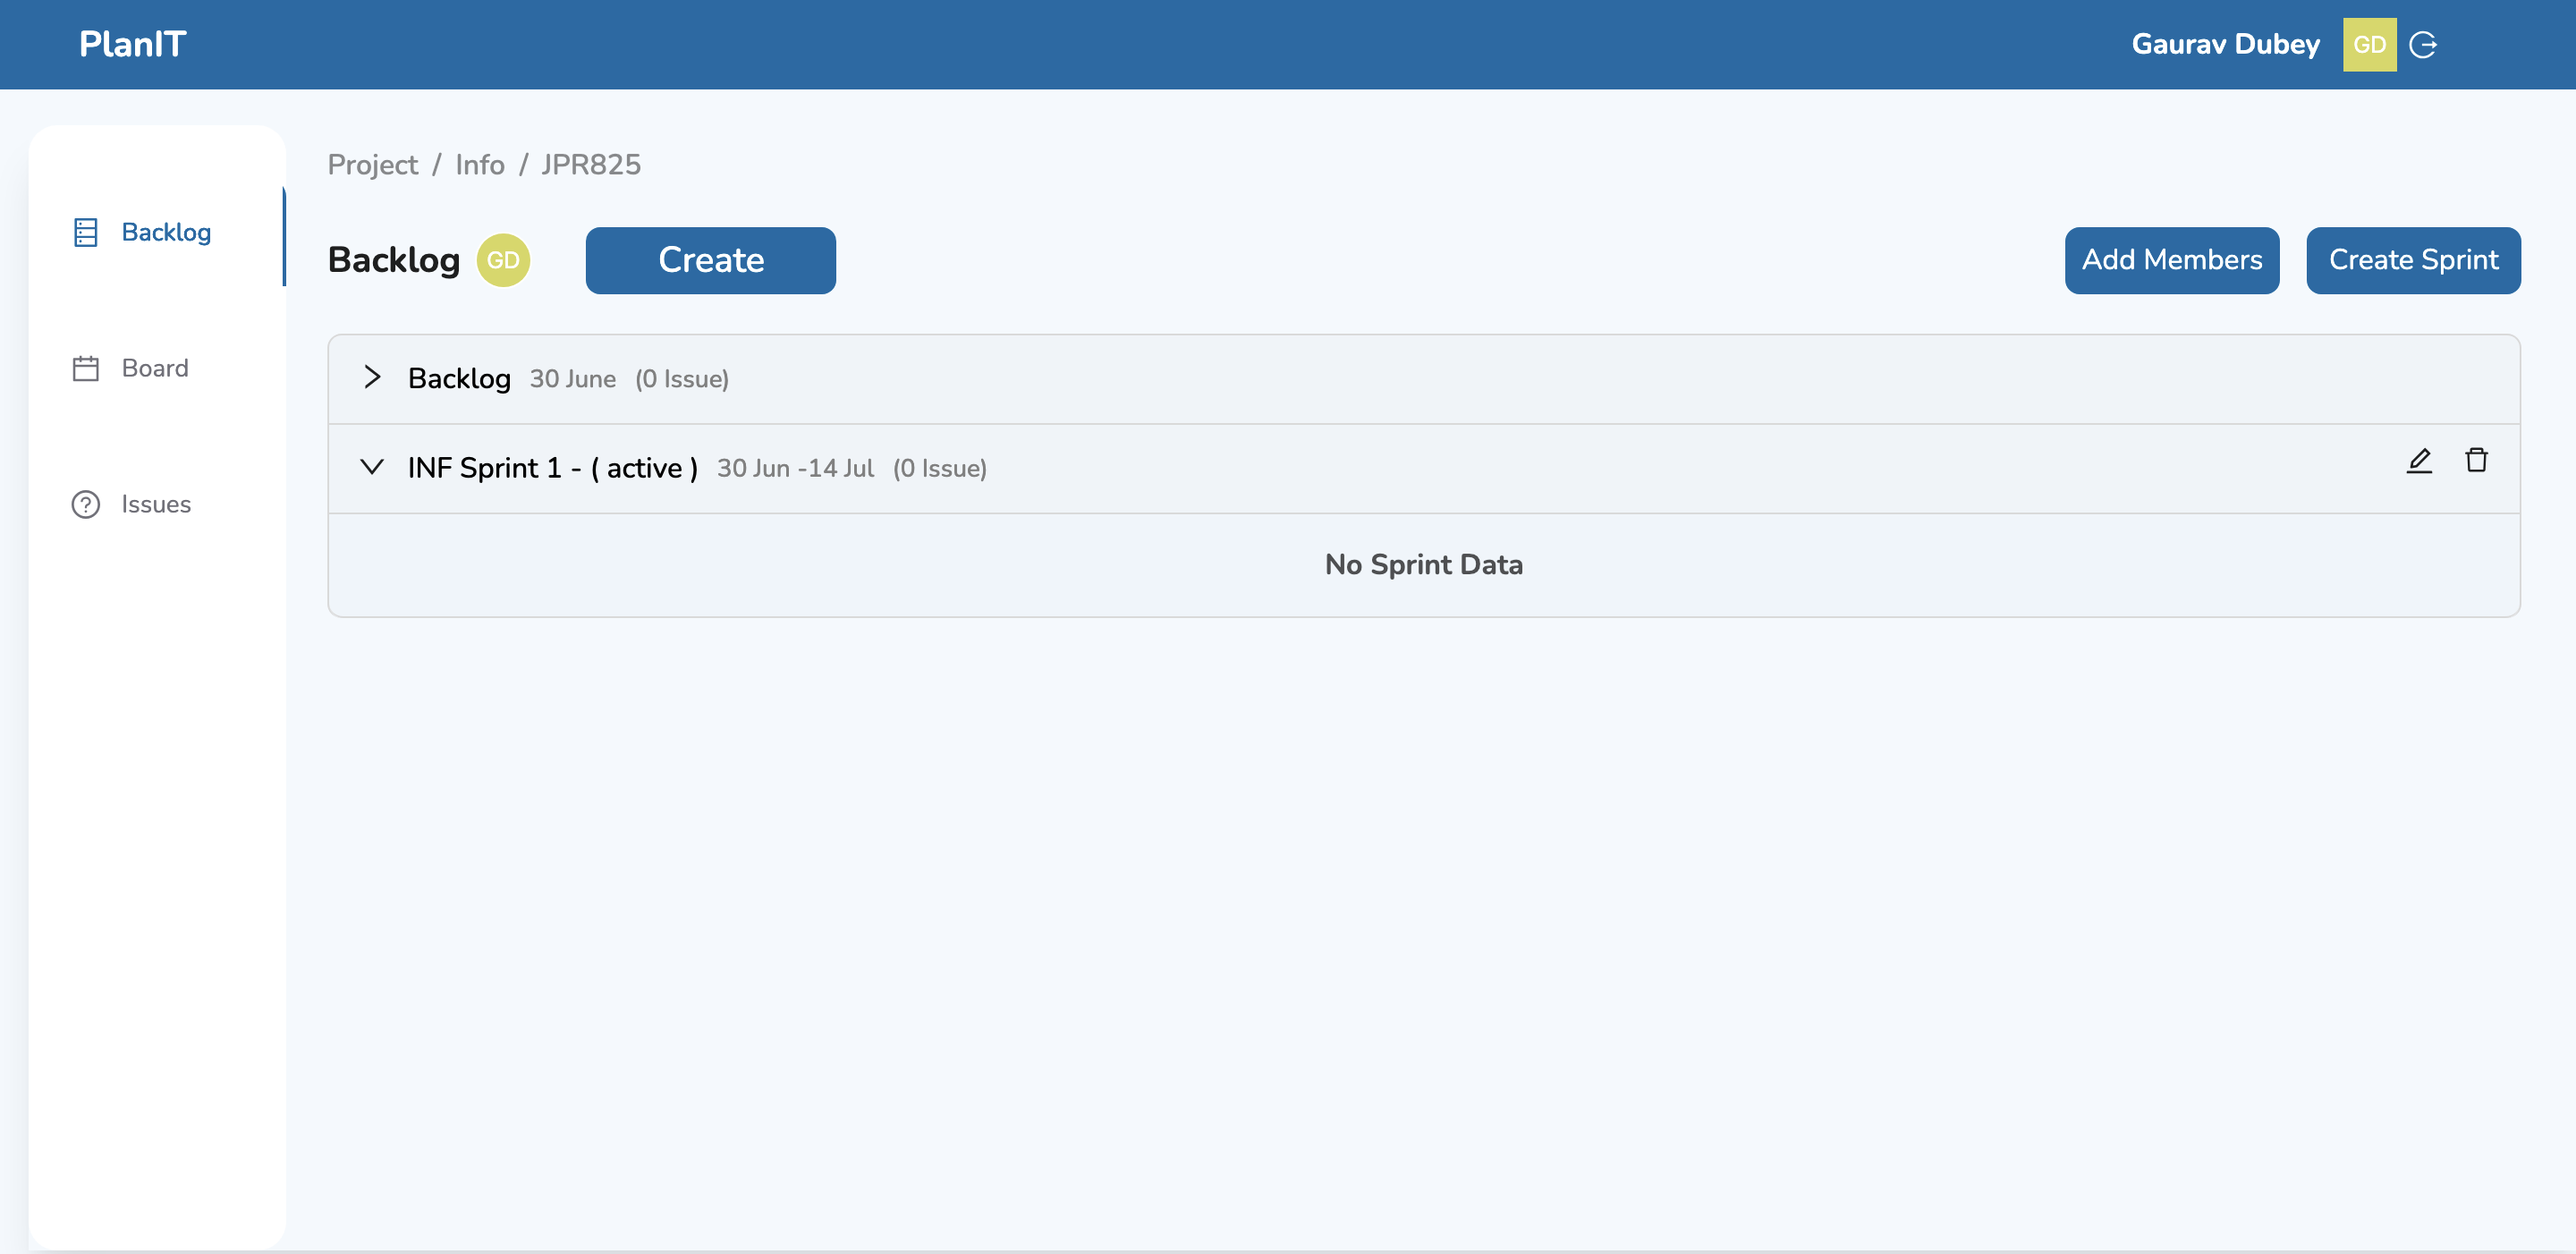 PlanIT
Gaurav Dubey GD
Project / Info / JPR825
Backlog
Board
Issues
Backlog GD Create Add Members Create Sprint
Backlog 30 June (0 Issue)
INF Sprint 1 - ( active ) 30 Jun -14 Jul (0 Issue)
No Sprint Data